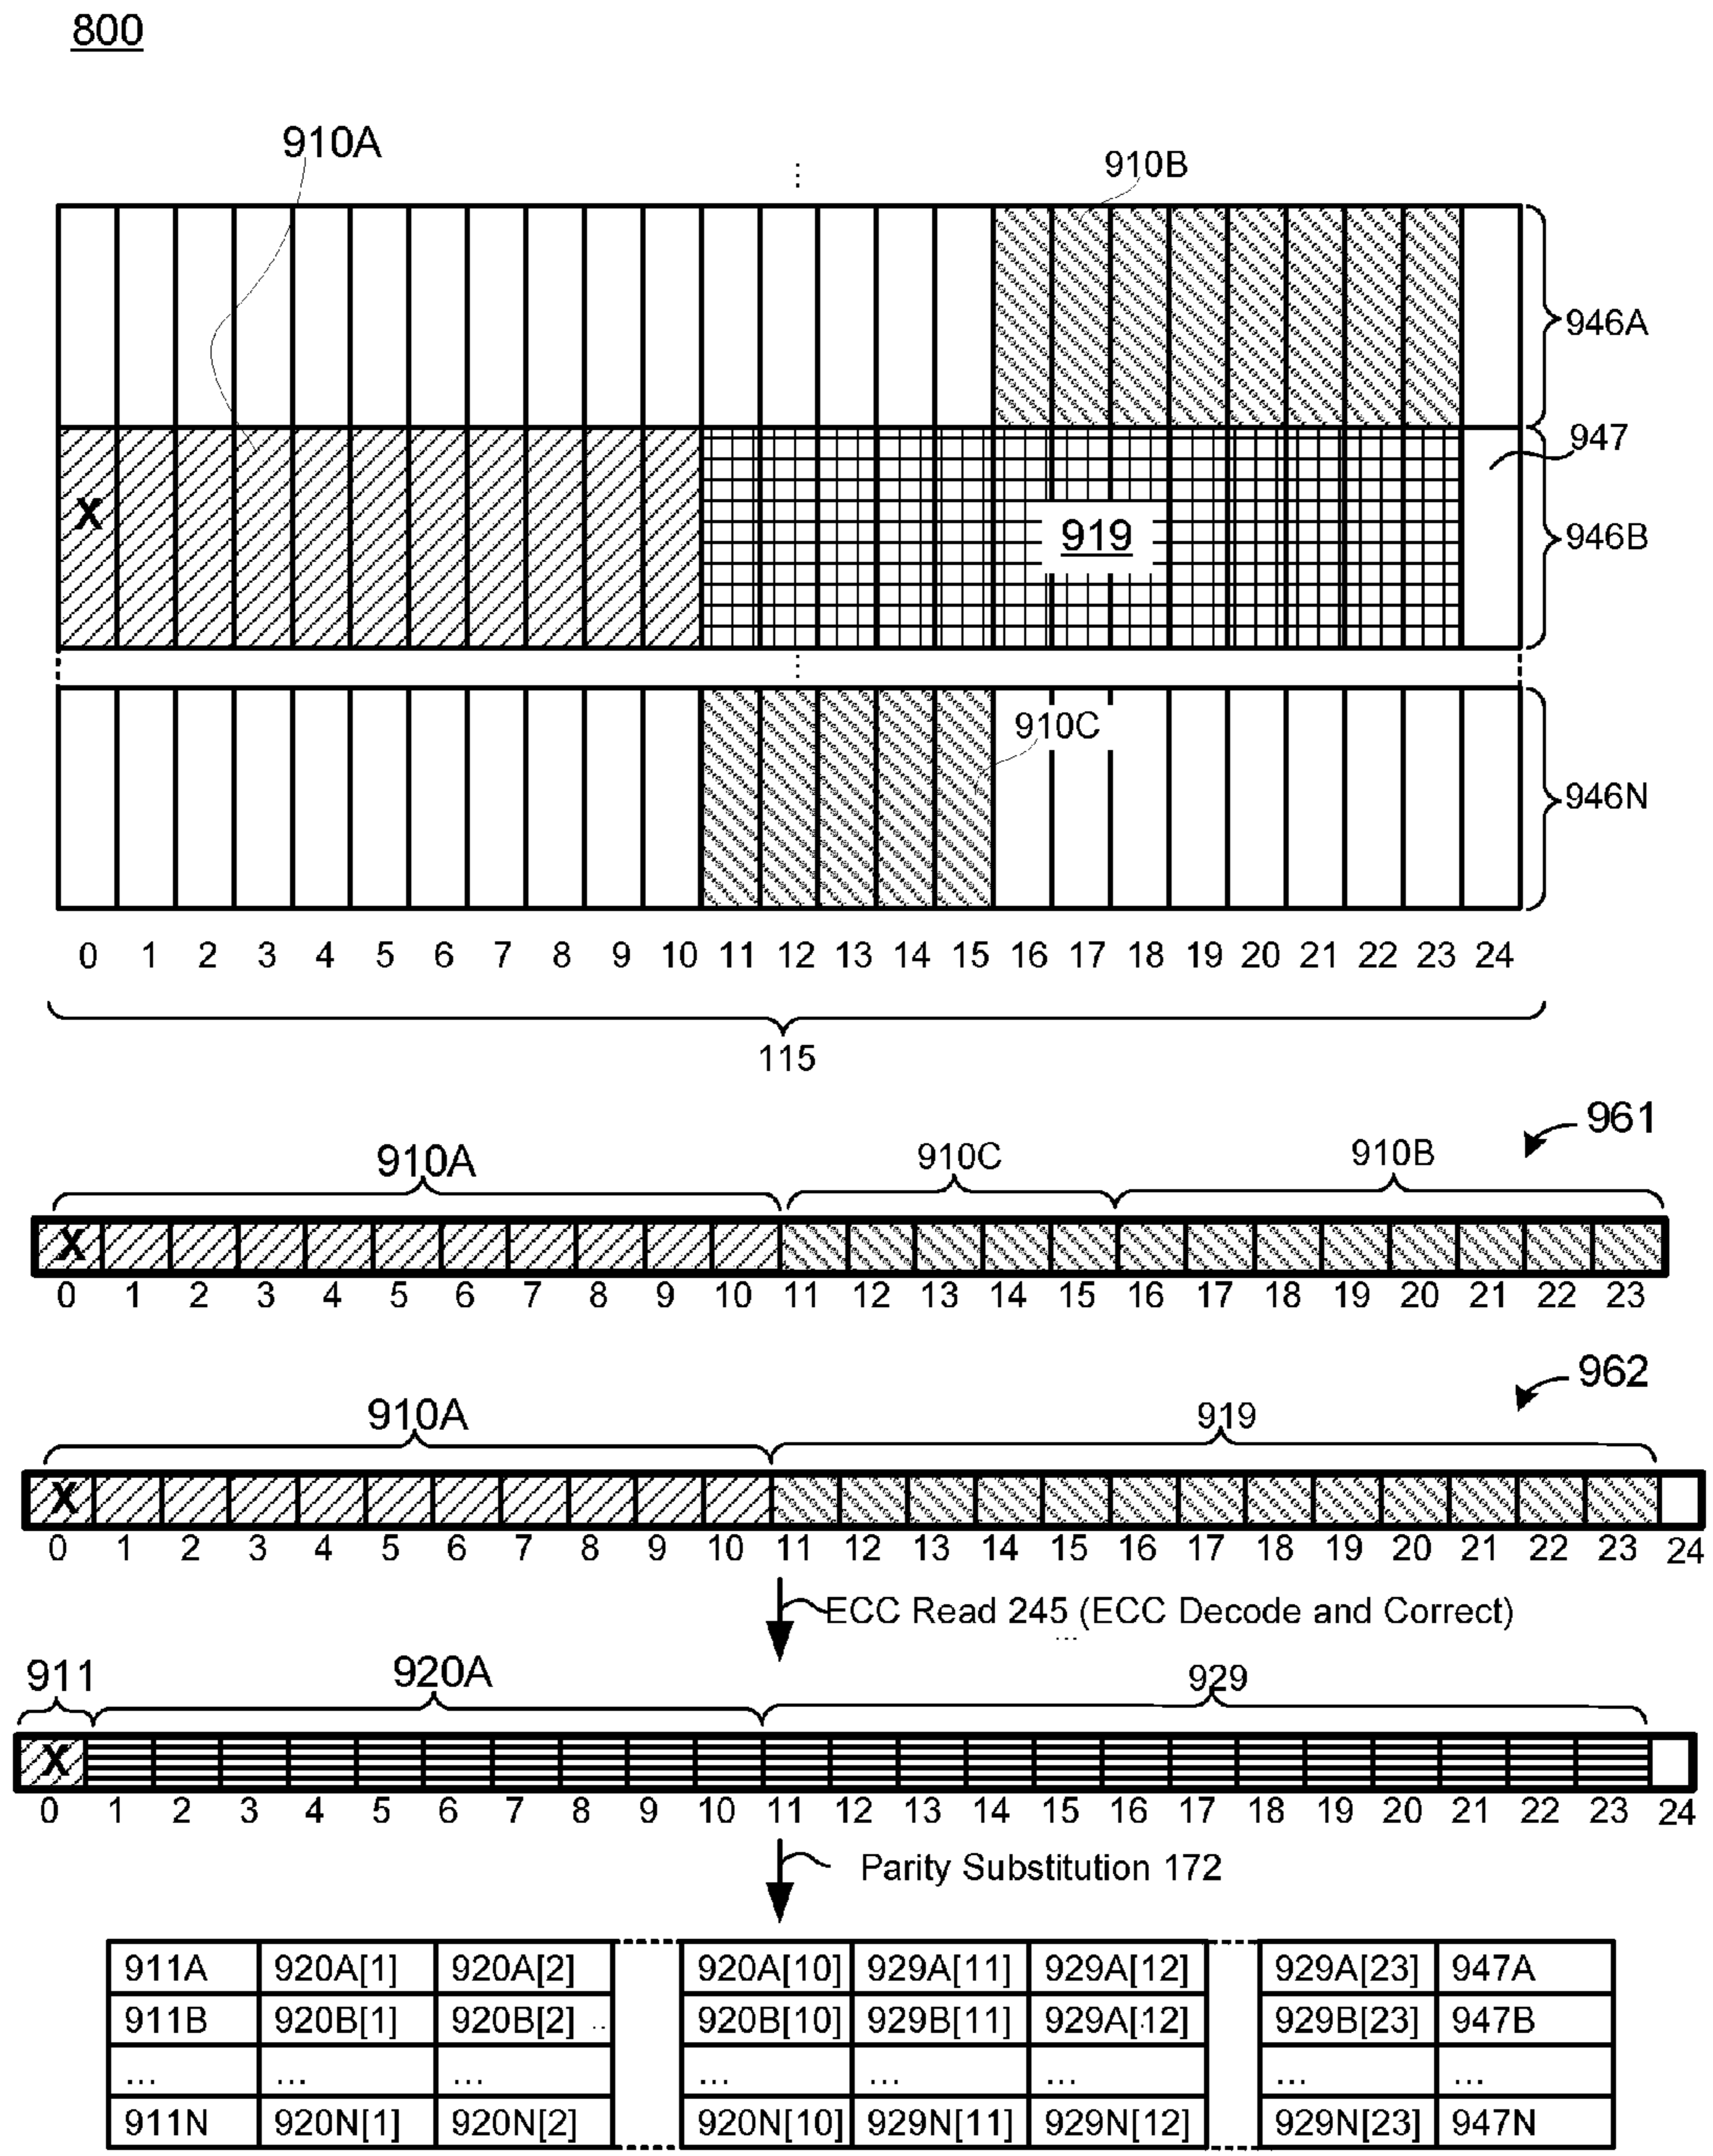 800
910A
⋮
910B
946A
947
X
919
946B
⋮
910C
946N
0 1 2 3 4 5 6 7 8 9 10 11 12 13 14 15 16 17 18 19 20 21 22 23 24
115
961
910A 910C 910B
X
0 1 2 3 4 5 6 7 8 9 10 11 12 13 14 15 16 17 18 19 20 21 22 23
962
910A 919
X
0 1 2 3 4 5 6 7 8 9 10 11 12 13 14 15 16 17 18 19 20 21 22 23 24
ECC Read 245 (ECC Decode and Correct)
...
911 920A 929
X
0 1 2 3 4 5 6 7 8 9 10 11 12 13 14 15 16 17 18 19 20 21 22 23 24
Parity Substitution 172
911A 920A[1] 920A[2] 920A[10] 929A[11] 929A[12] 929A[23] 947A
911B 920B[1] 920B[2] .. 920B[10] 929B[11] 929A[12] 929B[23] 947B
... ... ... ... ... ... ... ...
911N 920N[1] 920N[2] 920N[10] 929N[11] 929N[12] 929N[23] 947N